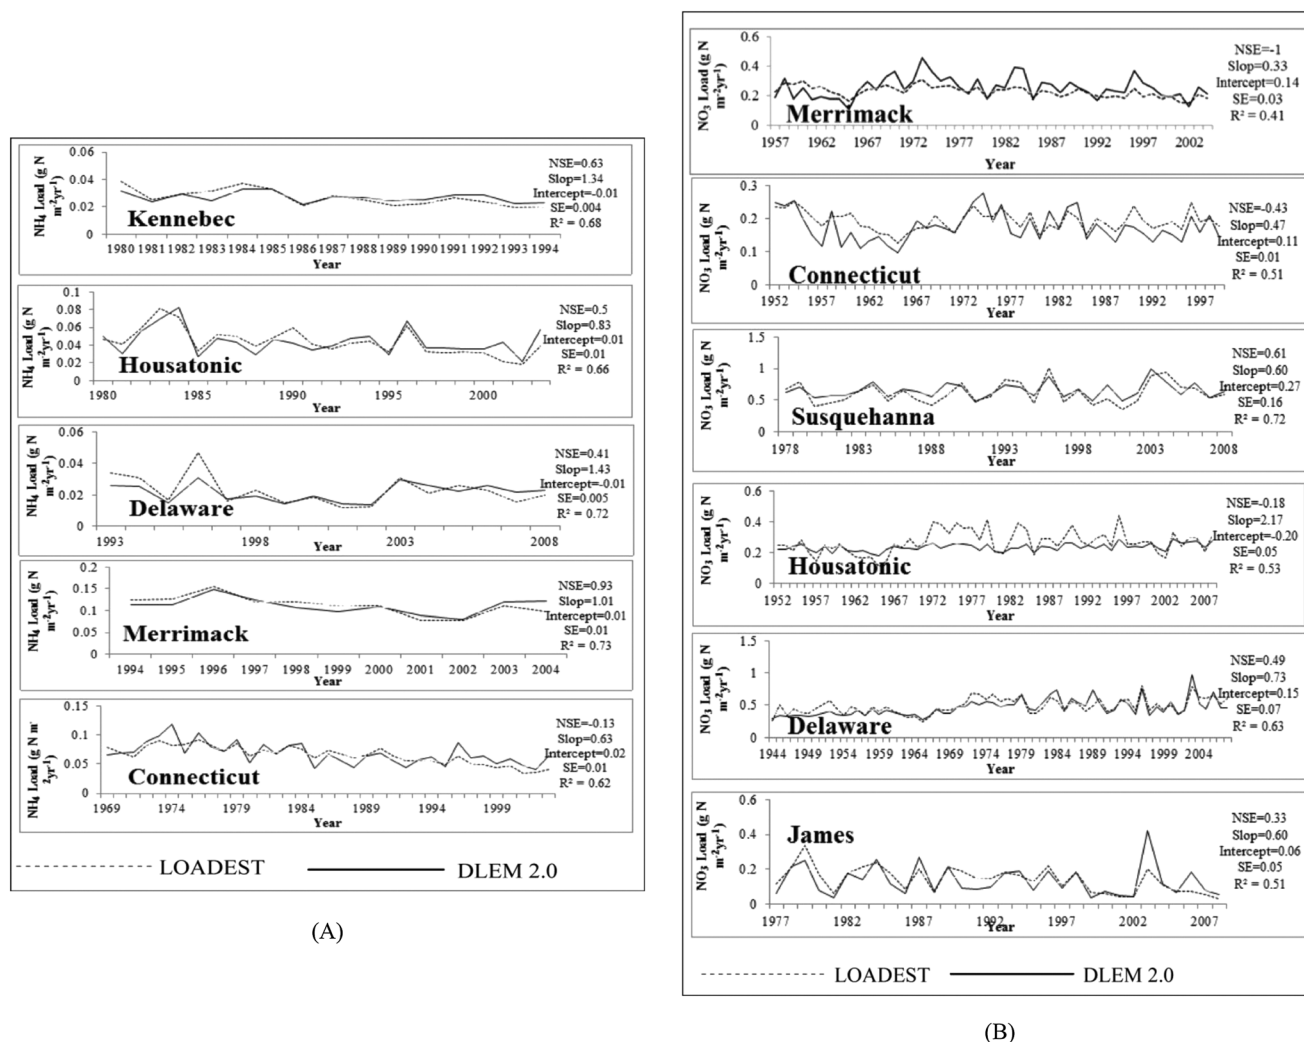 NH₄ Load (g N
m⁻²yr⁻¹)
0.06
0.04
0.02
0
Kennebec
NSE=0.63
Slop=1.34
Intercept=-0.01
SE=0.004
R² = 0.68
1980 1981 1982 1983 1984 1985 1986 1987 1988 1989 1990 1991 1992 1993 1994
Year
NH₄ Load (g N
m⁻²yr⁻¹)
0.1
0.08
0.06
0.04
0.02
0
Housatonic
NSE=0.5
Slop=0.83
Intercept=0.01
SE=0.01
R² = 0.66
1980 1985 1990 1995 2000
Year
NH₄ Load (g N
m⁻²yr⁻¹)
0.06
0.04
0.02
0
Delaware
NSE=0.41
Slop=1.43
Intercept=-0.01
SE=0.005
R² = 0.72
1993 1998 2003 2008
Year
NH₄ Load (g N
m⁻²yr⁻¹)
0.2
0.15
0.1
0.05
0
Merrimack
NSE=0.93
Slop=1.01
Intercept=0.01
SE=0.01
R² = 0.73
1994 1995 1996 1997 1998 1999 2000 2001 2002 2003 2004
Year
NH₄ Load (g N m⁻
²yr⁻¹)
0.15
0.1
0.05
0
Connecticut
NSE=-0.13
Slop=0.63
Intercept=0.02
SE=0.01
R² = 0.62
1969 1974 1979 1984 1989 1994 1999
Year
LOADEST DLEM 2.0
(A)
NO₃ Load (g N
m⁻²yr⁻¹)
0.6
0.4
0.2
0
Merrimack
NSE=-1
Slop=0.33
Intercept=0.14
SE=0.03
R² = 0.41
1957 1962 1967 1972 1977 1982 1987 1992 1997 2002
Year
NO₃ Load (g N
m⁻²yr⁻¹)
0.3
0.2
0.1
0
Connecticut
NSE=-0.43
Slop=0.47
Intercept=0.11
SE=0.01
R² = 0.51
1952 1957 1962 1967 1972 1977 1982 1987 1992 1997
Year
NO₃ Load (g N
m⁻²yr⁻¹)
1.5
1
0.5
0
Susquehanna
NSE=0.61
Slop=0.60
Intercept=0.27
SE=0.16
R² = 0.72
1978 1983 1988 1993 1998 2003 2008
Year
NO₃ Load (g N
m⁻²yr⁻¹)
0.6
0.4
0.2
0
Housatonic
NSE=-0.18
Slop=2.17
Intercept=-0.20
SE=0.05
R² = 0.53
1952 1957 1962 1967 1972 1977 1982 1987 1992 1997 2002 2007
Year
NO₃ Load (g N
m⁻²yr⁻¹)
1.5
1
0.5
0
Delaware
NSE=0.49
Slop=0.73
Intercept=0.15
SE=0.07
R² = 0.63
1944 1949 1954 1959 1964 1969 1974 1979 1984 1989 1994 1999 2004
Year
NO₃ Load (g N
m⁻²yr⁻¹)
0.6
0.4
0.2
0
James
NSE=0.33
Slop=0.60
Intercept=0.06
SE=0.05
R² = 0.51
1977 1982 1987 1992 1997 2002 2007
Year
LOADEST DLEM 2.0
(B)